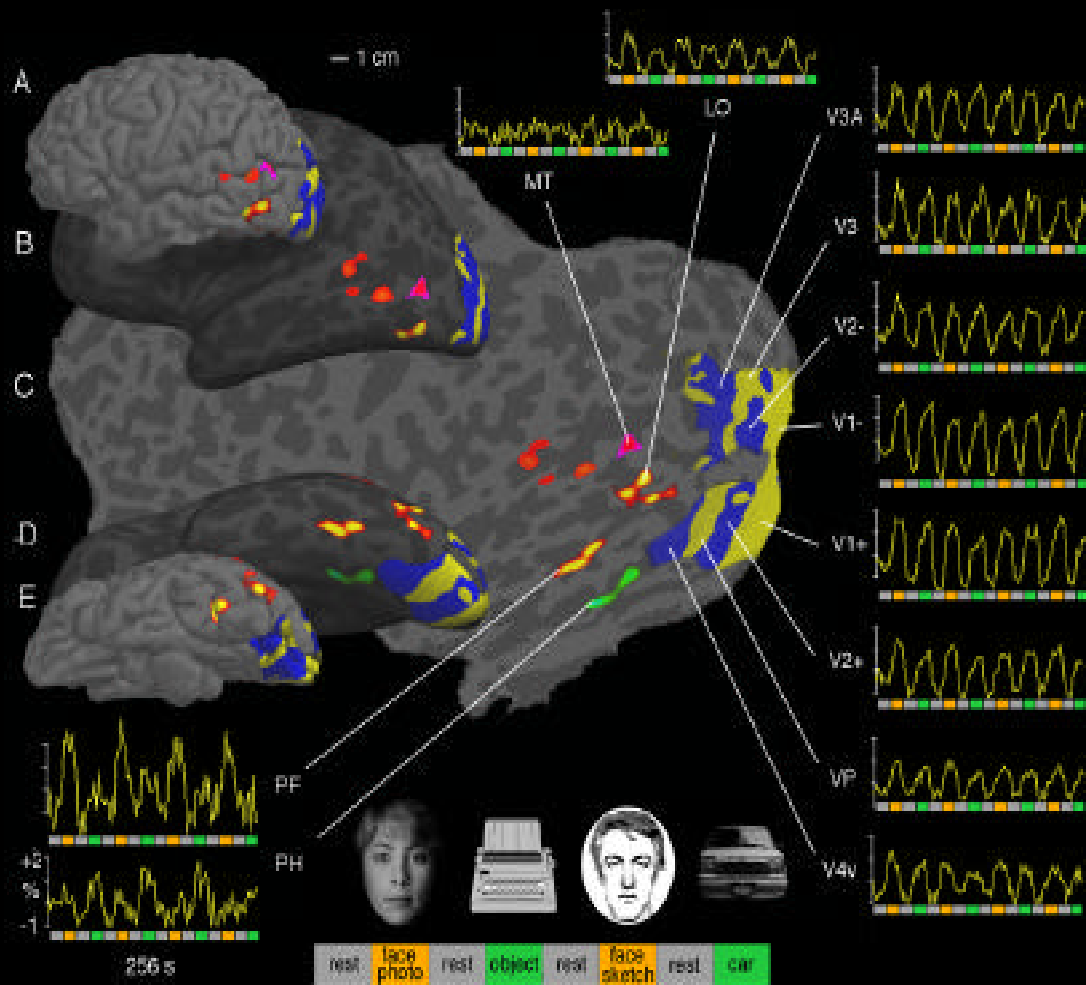 A
1 cm
LO
V3A
MT
B
V3
V2-
C
V1-
D
V1+
E
V2+
PF
VP
PH
V4v
+2
%
-1
256 s
rest
face photo
rest
object
rest
face sketch
rest
car